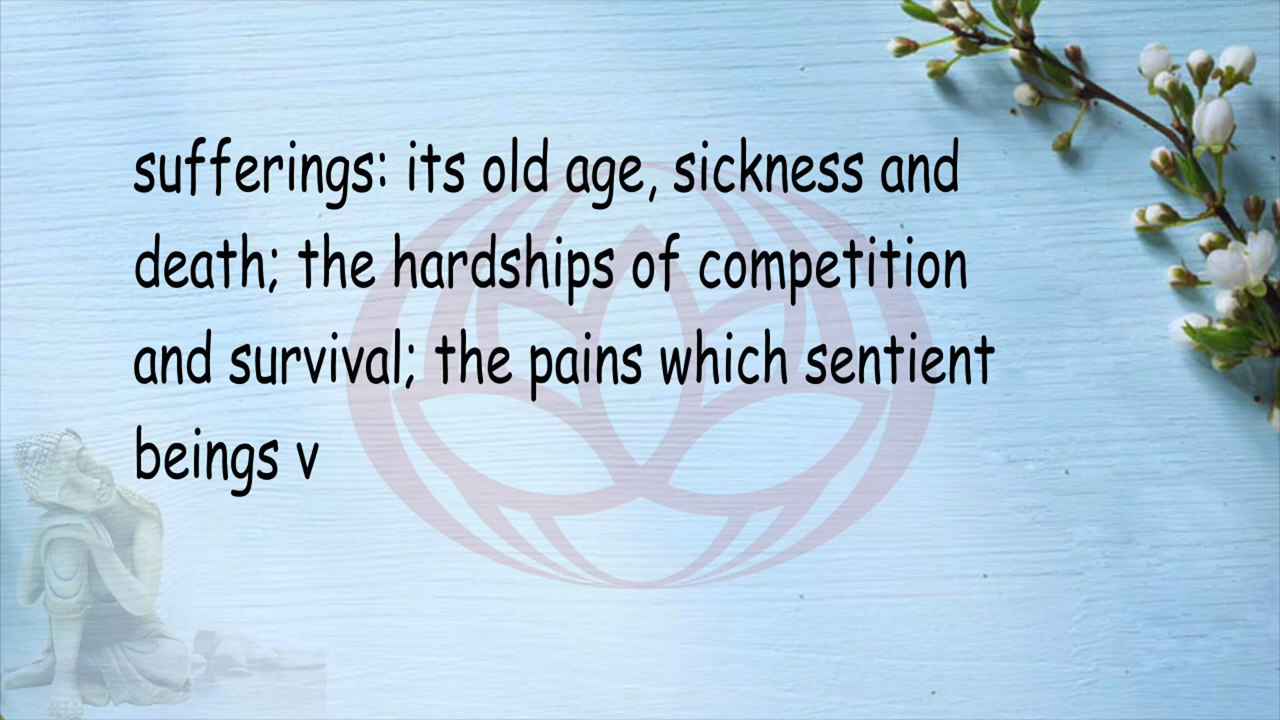 sufferings: its old age, sickness and
death; the hardships of competition
and survival; the pains which sentient
beings v